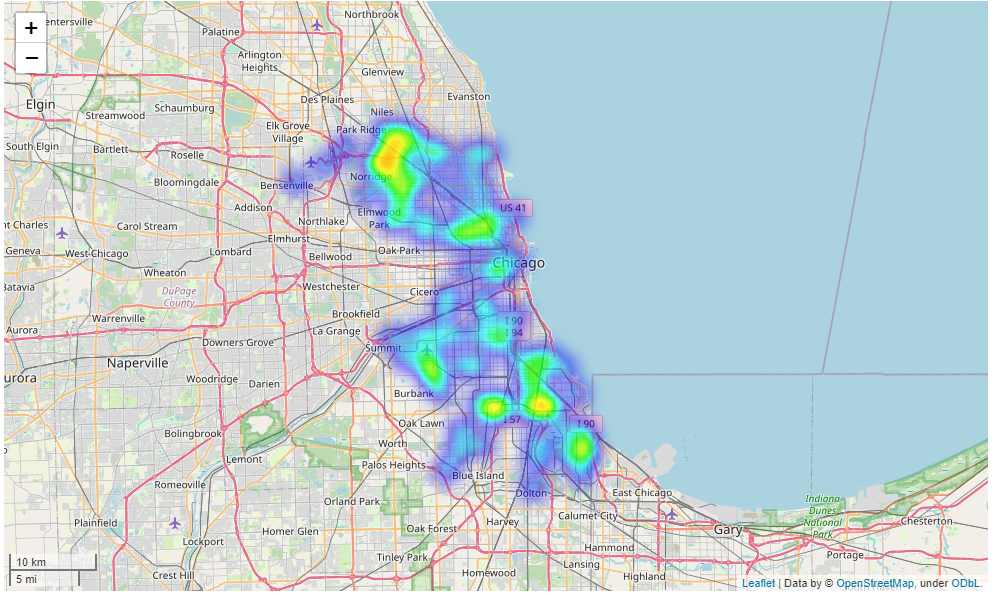 +
−
Northbrook
entersville
Palatine
Arlington
Heights
Glenview
Evanston
Des Plaines
Elgin
Schaumburg
Streamwood
Niles
Elk Grove
Village
Park Ridge
South Elgin
Bartlett
Roselle
Norridge
Bloomingdale
Bensenville
Addison
Northlake
Elmwood
Park
US 41
nt Charles
Carol Stream
Elmhurst
Geneva
West Chicago
Lombard
Bellwood
Oak Park
Chicago
Wheaton
Batavia
DuPage
County
Westchester
Cicero
Warrenville
Brookfield
I 90
I 94
Aurora
La Grange
Downers Grove
Summit
Naperville
urora
Woodridge
Darien
Burbank
I 57
Oak Lawn
I 90
Bolingbrook
Worth
Lemont
Palos Heights
Blue Island
Romeoville
Dolton
East Chicago
Orland Park
Indiana
Dunes
National
Park
Plainfield
Harvey
Calumet City
Chesterton
Homer Glen
Oak Forest
Gary
Lockport
Hammond
Portage
Tinley Park
Lansing
10 km
5 mi
Crest Hill
Homewood
Highland
Leaflet | Data by © OpenStreetMap, under ODbL.